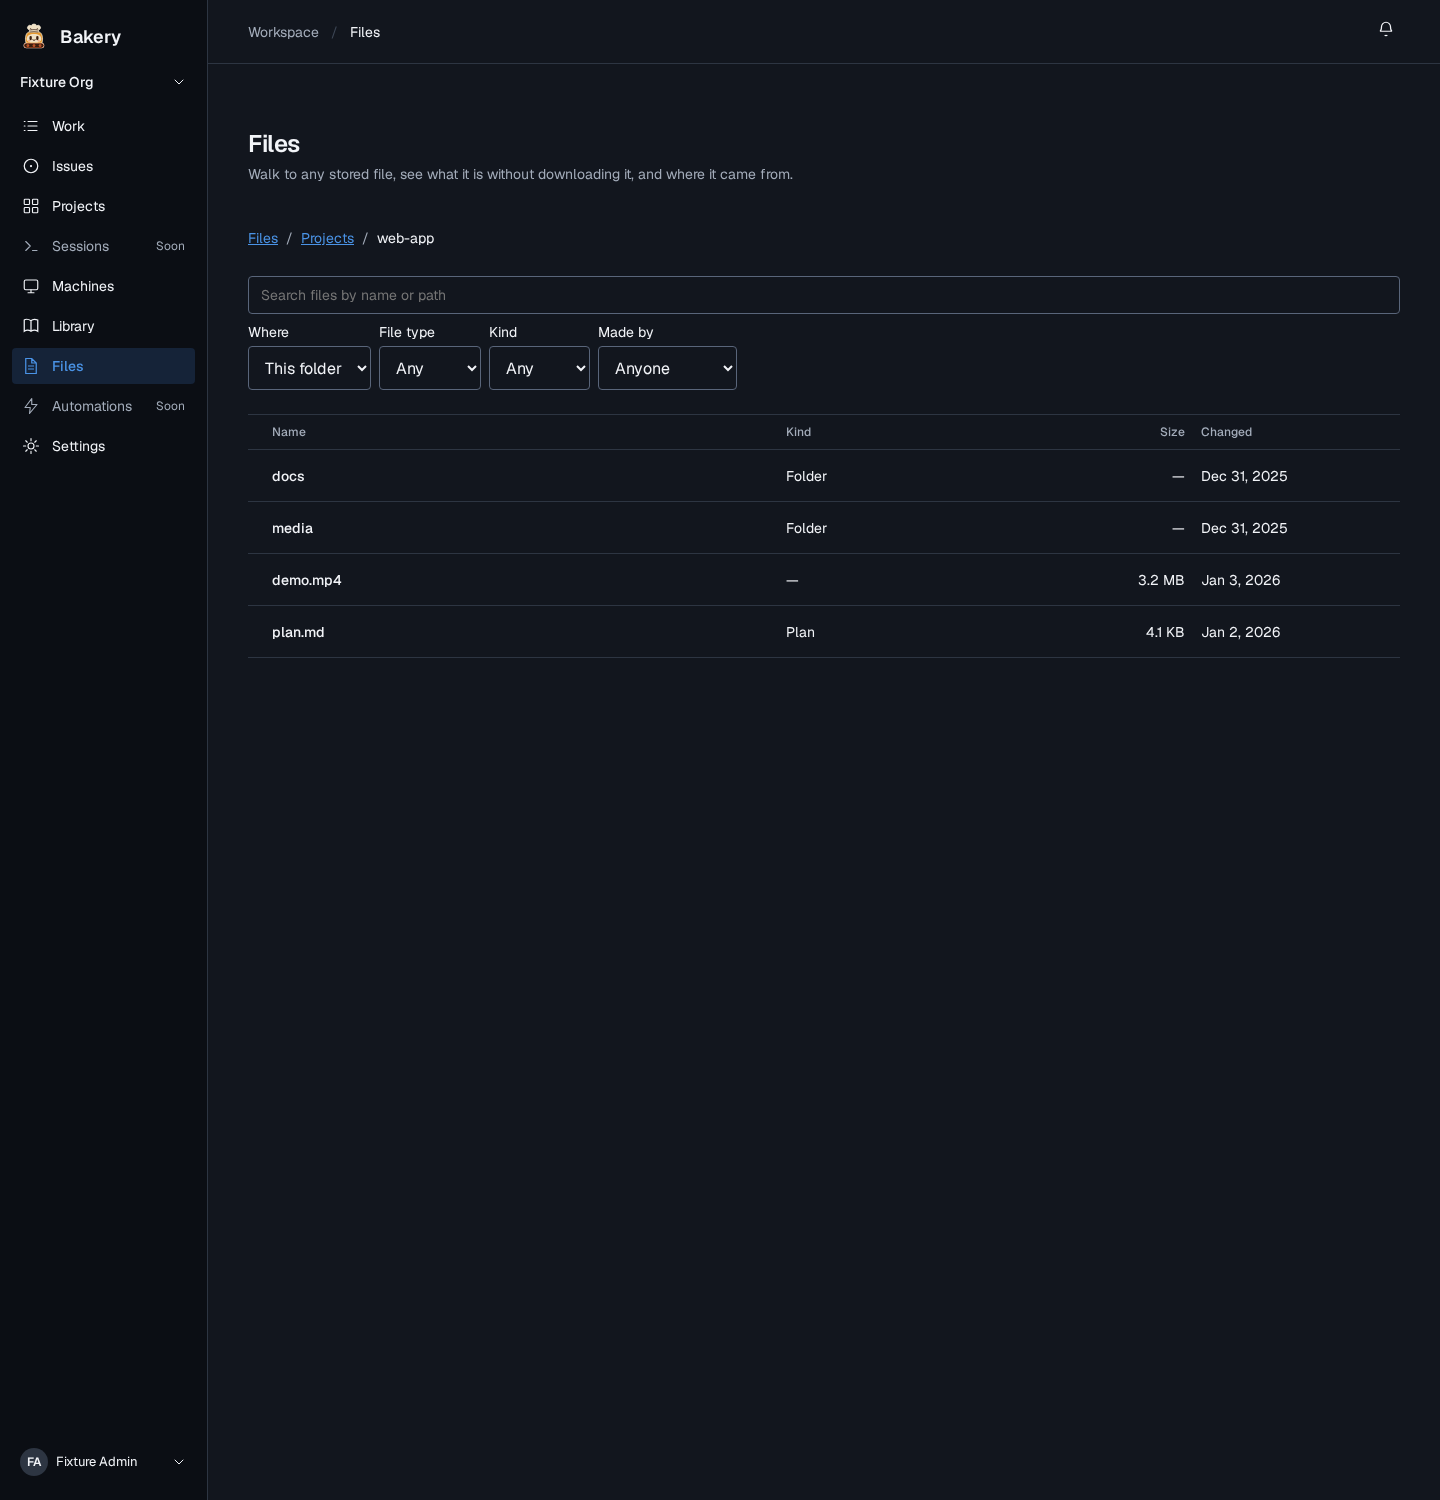 Bakery
Fixture Org
Work
Issues
Projects
Sessions Soon
Machines
Library
Files
Automations Soon
Settings
FA Fixture Admin
Workspace / Files
Files
Walk to any stored file, see what it is without downloading it, and where it came from.
Files / Projects / web-app
Search files by name or path
Where File type Kind Made by
This folder Any Any Anyone
Name Kind Size Changed
docs Folder — Dec 31, 2025
media Folder — Dec 31, 2025
demo.mp4 — 3.2 MB Jan 3, 2026
plan.md Plan 4.1 KB Jan 2, 2026